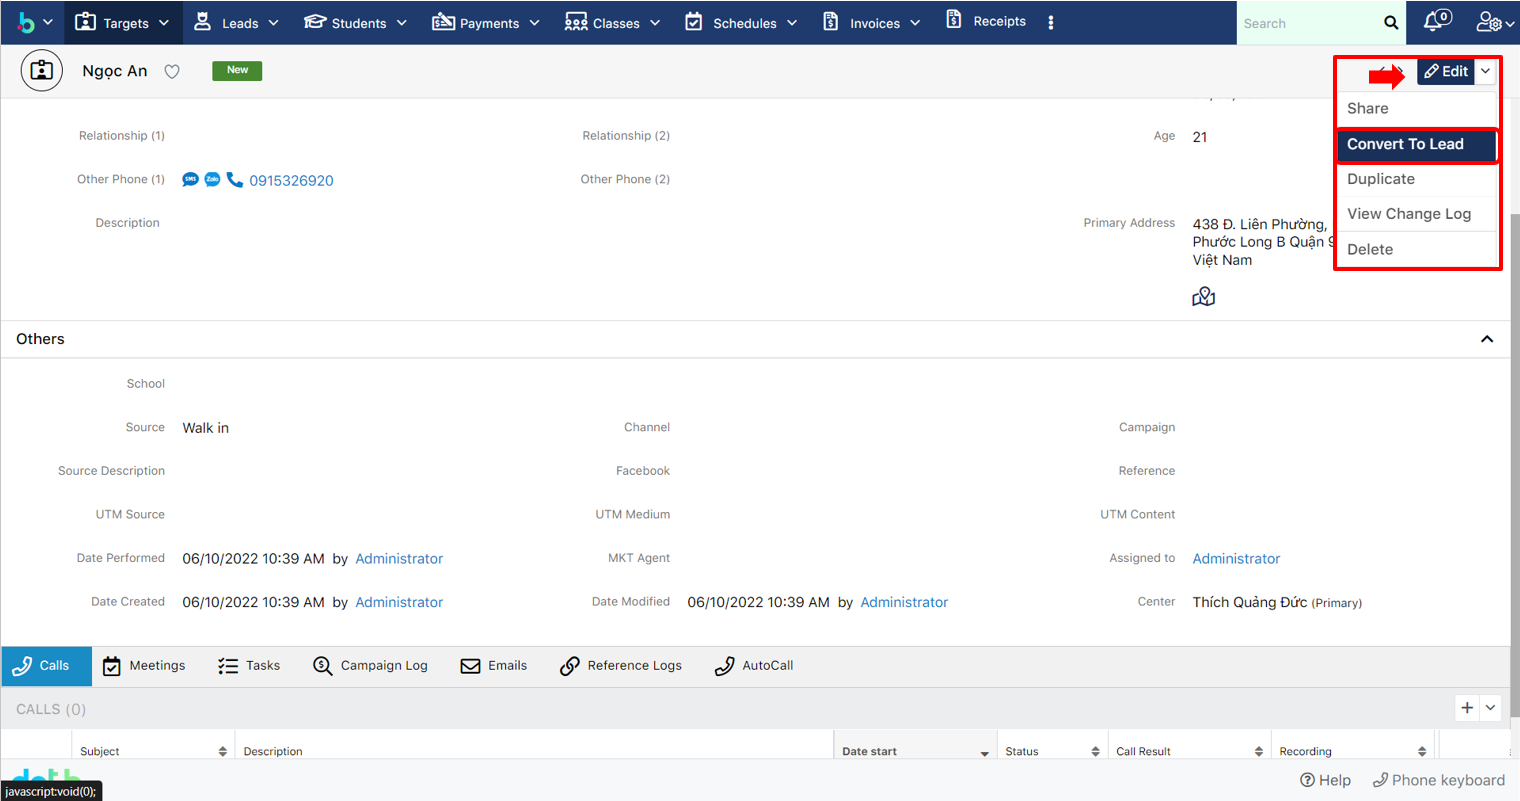 Targets Leads Students Payments Classes Schedules Invoices Receipts Search 0
Ngọc An New Edit
Share
Relationship (1) Relationship (2) Age 21
Convert To Lead
Other Phone (1) SMS Zalo 0915326920 Other Phone (2)
Duplicate
View Change Log
Description Primary Address 438 Đ. Liên Phường,
Phước Long B Quận 9
Việt Nam
Delete
Others
School
Source Walk in Channel Campaign
Source Description Facebook Reference
UTM Source UTM Medium UTM Content
Date Performed 06/10/2022 10:39 AM by Administrator MKT Agent Assigned to Administrator
Date Created 06/10/2022 10:39 AM by Administrator Date Modified 06/10/2022 10:39 AM by Administrator Center Thích Quảng Đức (Primary)
Calls Meetings Tasks Campaign Log Emails Reference Logs AutoCall
CALLS (0)
Subject Description Date start Status Call Result Recording
Help Phone keyboard
javascript:void(0);